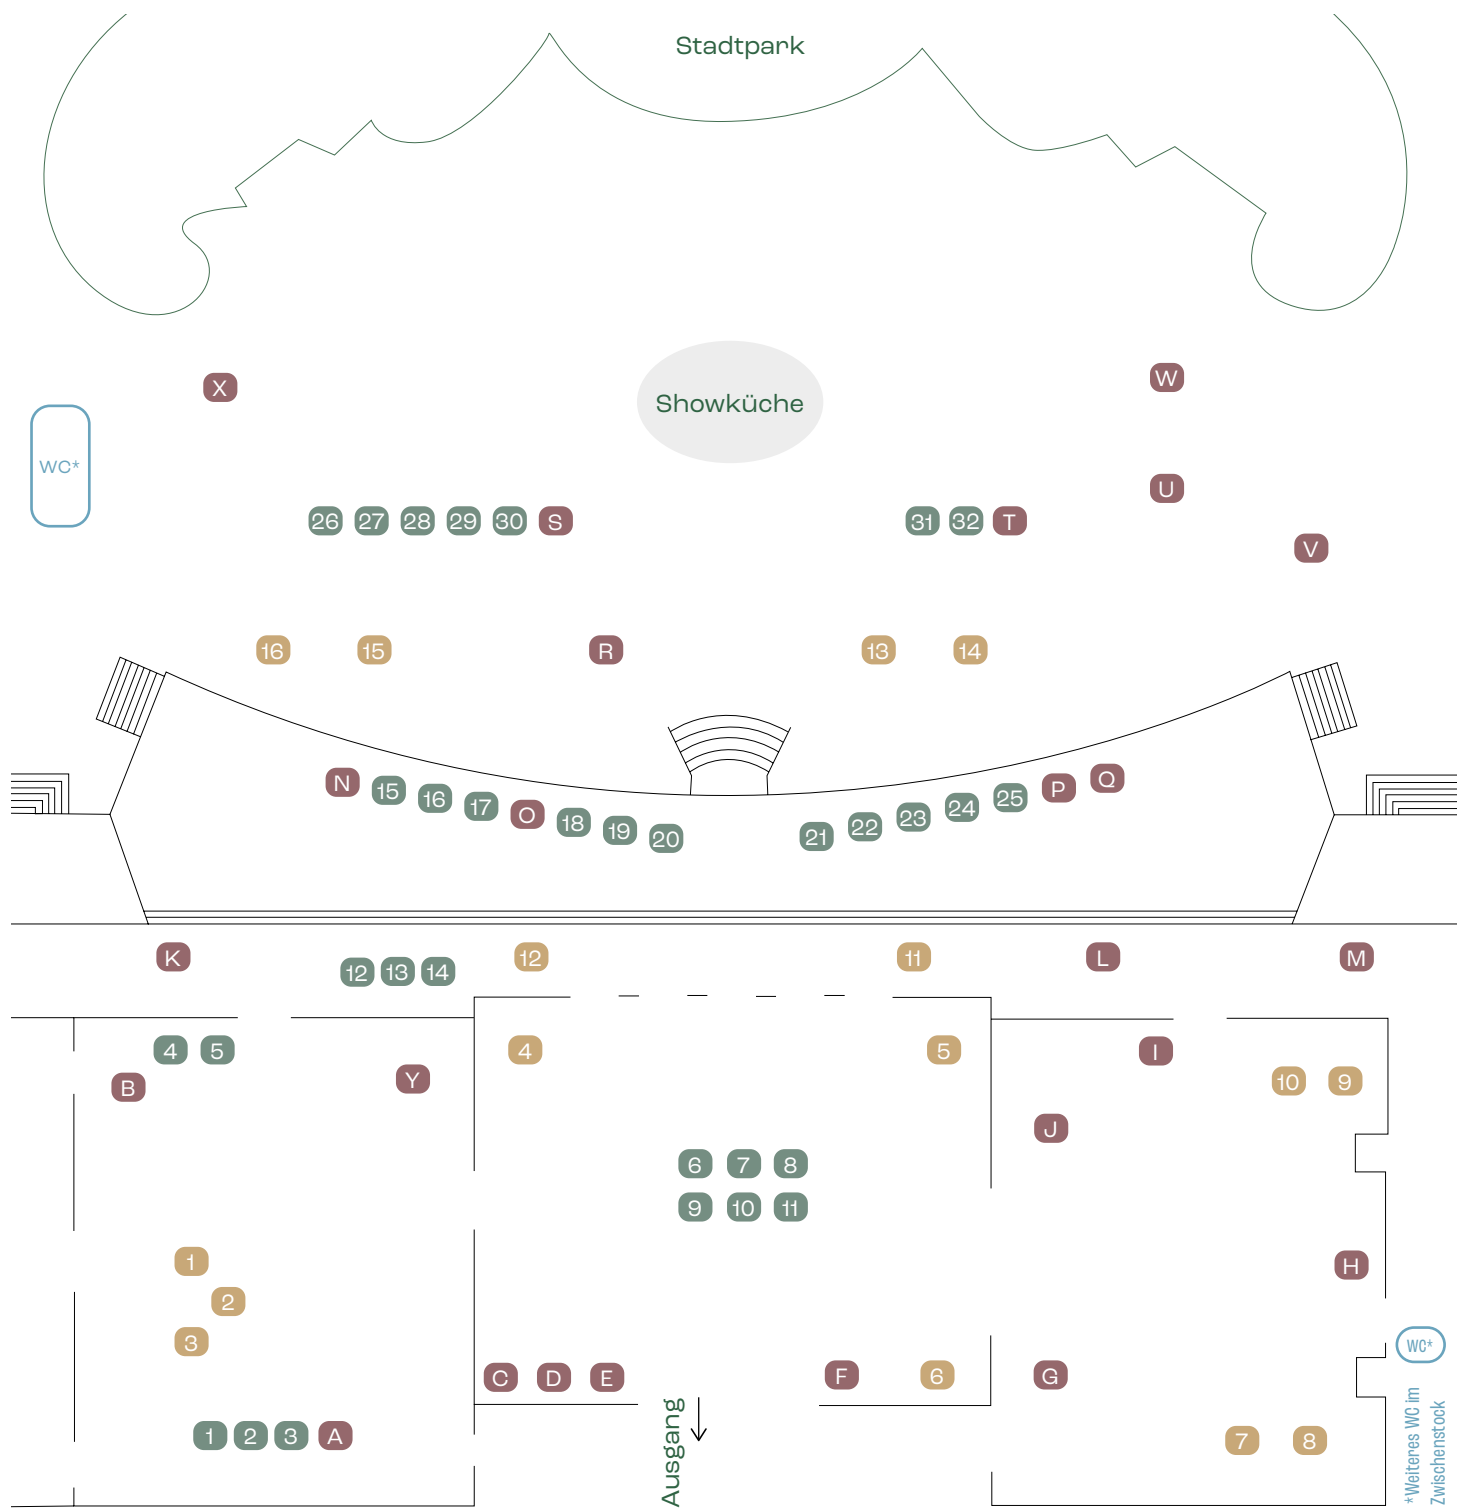 Stadtpark
X
Showküche
W
WC*
U
26 27 28 29 30 S
31 32 T
V
16 15 R 13 14
N 15 16 17 O 18 19 20
21 22 23 24 25 P Q
K 12 13 14 12 11 L M
4 5
B Y
4 5
I
10 9
J
6 7 8
9 10 11
1
2
3
H
WC*
C D E F 6 G
1 2 3 A
7 8
Ausgang
*Weiteres WC im
Zwischenstock